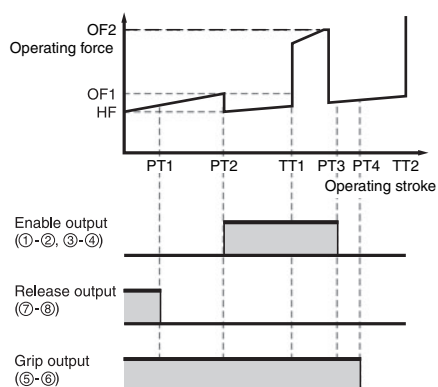 OF2
Operating force
OF1
HF
PT1 PT2 TT1 PT3 PT4 TT2
Operating stroke
Enable output
(①-②, ③-④)
Release output
(⑦-⑧)
Grip output
(⑤-⑥)